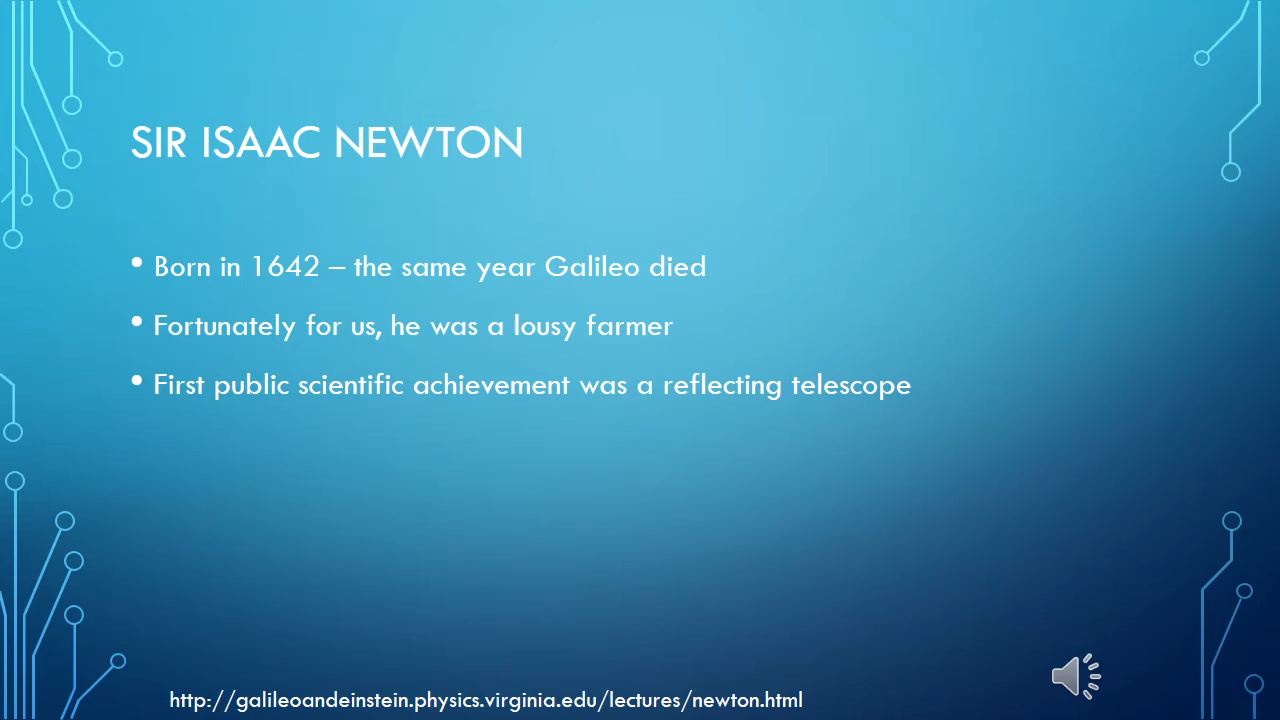 SIR ISAAC NEWTON
• Born in 1642 – the same year Galileo died
• Fortunately for us, he was a lousy farmer
• First public scientific achievement was a reflecting telescope
http://galileoandeinstein.physics.virginia.edu/lectures/newton.html